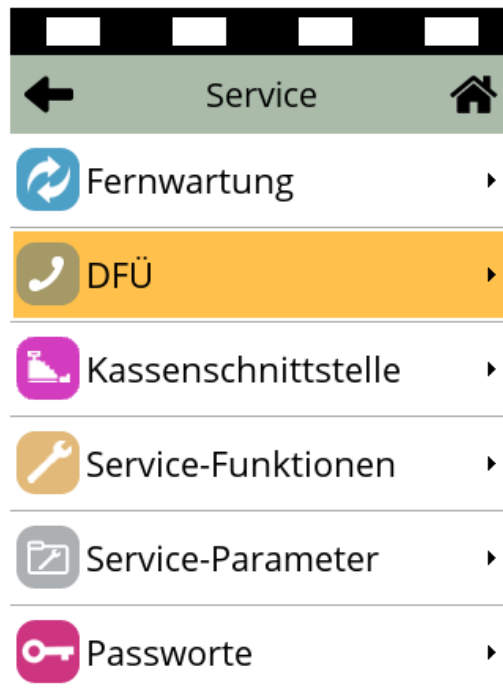 Service
Fernwartung
DFÜ
Kassenschnittstelle
Service-Funktionen
Service-Parameter
Passworte